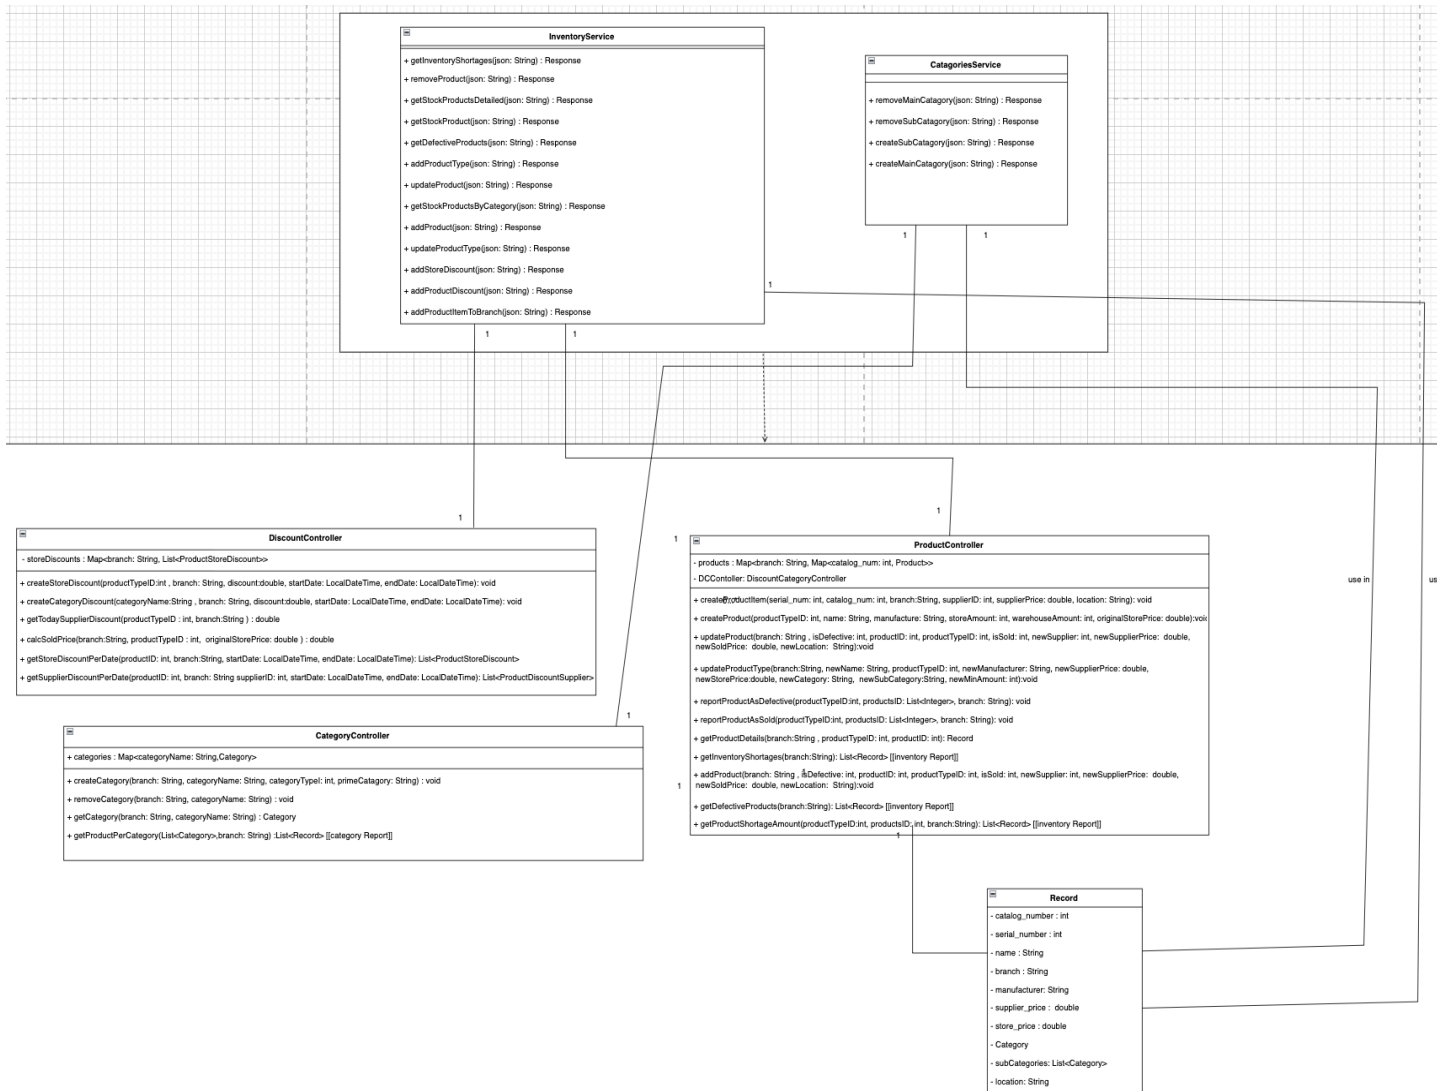 InventoryService
+ getInventoryShortages(json: String) : Response
+ removeProduct(json: String) : Response
+ getStockProductsDetailed(json: String) : Response
+ getStockProduct(json: String) : Response
+ getDefectiveProducts(json: String) : Response
+ addProductType(json: String) : Response
+ updateProduct(json: String) : Response
+ getStockProductsByCategory(json: String) : Response
+ addProduct(json: String) : Response
+ updateProductType(json: String) : Response
+ addStoreDiscount(json: String) : Response
+ addProductDiscount(json: String) : Response
+ addProductItemToBranch(json: String) : Response
CatagoriesService
+ removeMainCatagory(json: String) : Response
+ removeSubCatagory(json: String) : Response
+ createSubCatagory(json: String) : Response
+ createMainCatagory(json: String) : Response
1
1
1
1
1
1
DiscountController
- storeDiscounts : Map<branch: String, List<ProductStoreDiscount>>
+ createStoreDiscount(productTypeID:int , branch: String, discount:double, startDate: LocalDateTime, endDate: LocalDateTime): void
+ createCategoryDiscount(categoryName:String , branch: String, discount:double, startDate: LocalDateTime, endDate: LocalDateTime): void
+ getTodaySupplierDiscount(productTypeID : int, branch:String ) : double
+ calcSoldPrice(branch:String, productTypeID : int, originalStorePrice: double ) : double
+ getStoreDiscountPerDate(productID: int, branch:String, startDate: LocalDateTime, endDate: LocalDateTime): List<ProductStoreDiscount>
+ getSupplierDiscountPerDate(productID: int, branch:String supplierID: int, startDate: LocalDateTime, endDate: LocalDateTime): List<ProductDiscountSupplier>
1
CategoryController
+ categories : Map<categoryName: String,Category>
+ createCategory(branch: String, categoryName: String, categoryTypeI: int, primeCatagory: String) : void
+ removeCategory(branch: String, categoryName: String) : void
+ getCategory(branch: String, categoryName: String) : Category
+ getProductPerCategory(List<Category>,branch: String) :List<Record> [[category Report]]
1
1
ProductController
- products : Map<branch: String, Map<catalog_num: int, Product>>
- DCContoller: DiscountCategoryController
(serial_num: int, catalog_num: int, branch:String, supplierID: int, supplierPrice: double, location: String): void
+ createProduct(productTypeID: int, name: String, manufacture: String, storeAmount: int, warehouseAmount: int, originalStorePrice: double):voi
+ updateProduct(branch: String , isDefective: int, productID: int, productTypeID: int, isSold: int, newSupplier: int, newSupplierPrice: double,
newSoldPrice: double, newLocation: String):void
+ updateProductType(branch:String, newName: String, productTypeID: int, newManufacturer: String, newSupplierPrice: double,
newStorePrice:double, newCategory: String, newSubCategory:String, newMinAmount: int):void
+ reportProductAsDefective(productTypeID:int, productsID: List<Integer>, branch: String): void
+ reportProductAsSold(productTypeID:int, productsID: List<Integer>, branch: String): void
+ getProductDetails(branch:String , productTypeID: int, productID: int): Record
+ getInventoryShortages(branch:String): List<Record> [[inventory Report]]
+ addProduct(branch: String , isDefective: int, productID: int, productTypeID: int, isSold: int, newSupplier: int, newSupplierPrice: double,
newSoldPrice: double, newLocation: String):void
+ getDefectiveProducts(branch:String): List<Record> [[inventory Report]]
+ getProductShortageAmount(productTypeID:int, productsID: int, branch:String): List<Record> [[inventory Report]]
1
1
use in
us
Record
- catalog_number : int
- serial_number : int
- name : String
- branch : String
- manufacturer: String
- supplier_price : double
- store_price : double
- Category
- subCategories: List<Category>
- location: String